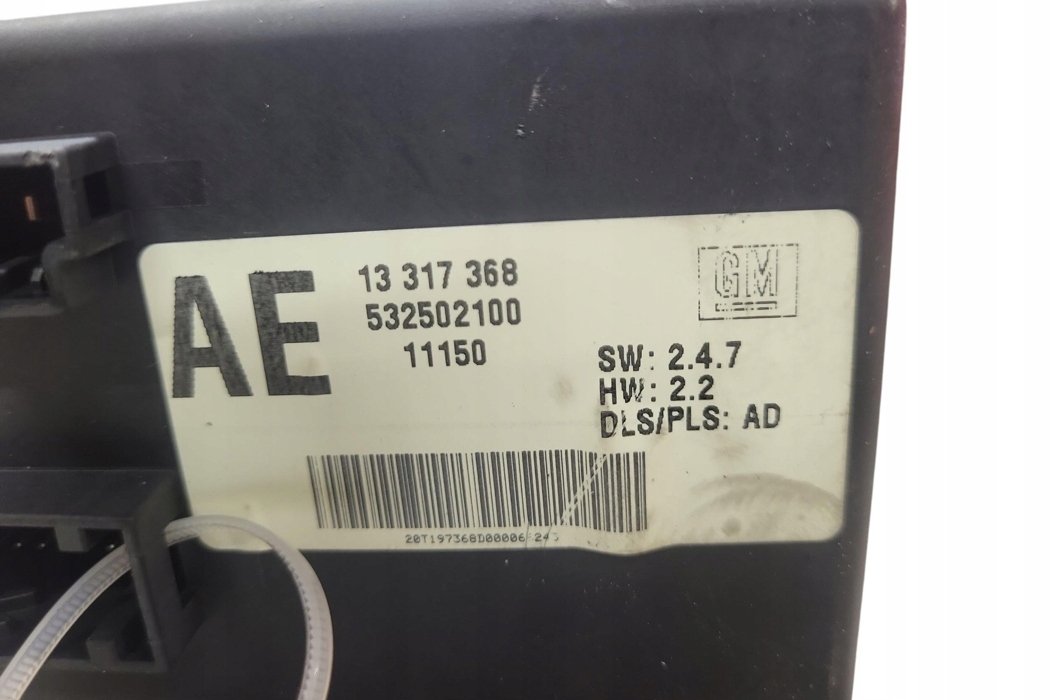 AE
13 317 368
532502100
11150
GM
SW: 2.4.7
HW: 2.2
DLS/PLS: AD